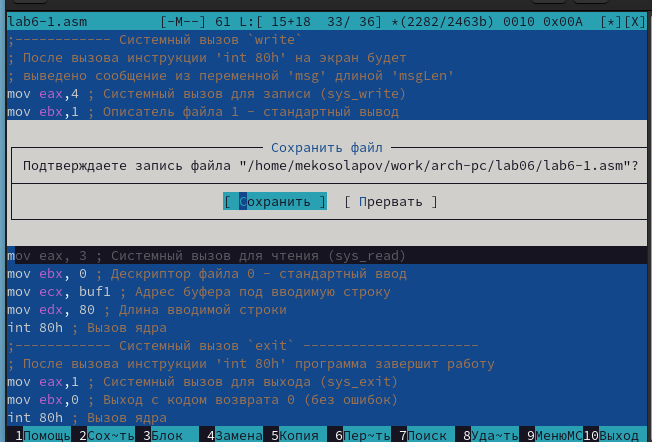 lab6-1.asm [-M--] 61 L:[ 15+18 33/ 36] *(2282/2463b) 0010 0x00A [*][X]
;------------ Системный вызов `write`
; После вызова инструкции 'int 80h' на экран будет
; выведено сообщение из переменной 'msg' длиной 'msgLen'
mov eax,4 ; Системный вызов для записи (sys_write)
mov ebx,1 ; Описатель файла 1 - стандартный вывод
Сохранить файл
Подтверждаете запись файла "/home/mekosolapov/work/arch-pc/lab06/lab6-1.asm"?
[ Сохранить ] [ Прервать ]
mov eax, 3 ; Системный вызов для чтения (sys_read)
mov ebx, 0 ; Дескриптор файла 0 - стандартный ввод
mov ecx, buf1 ; Адрес буфера под вводимую строку
mov edx, 80 ; Длина вводимой строки
int 80h ; Вызов ядра
;------------ Системный вызов `exit` ----------------------
; После вызова инструкции 'int 80h' программа завершит работу
mov eax,1 ; Системный вызов для выхода (sys_exit)
mov ebx,0 ; Выход с кодом возврата 0 (без ошибок)
int 80h ; Вызов ядра
1Помощь 2Сох~ть 3Блок 4Замена 5Копия 6Пер~ть 7Поиск 8Уда~ть 9МенюМС 10Выход